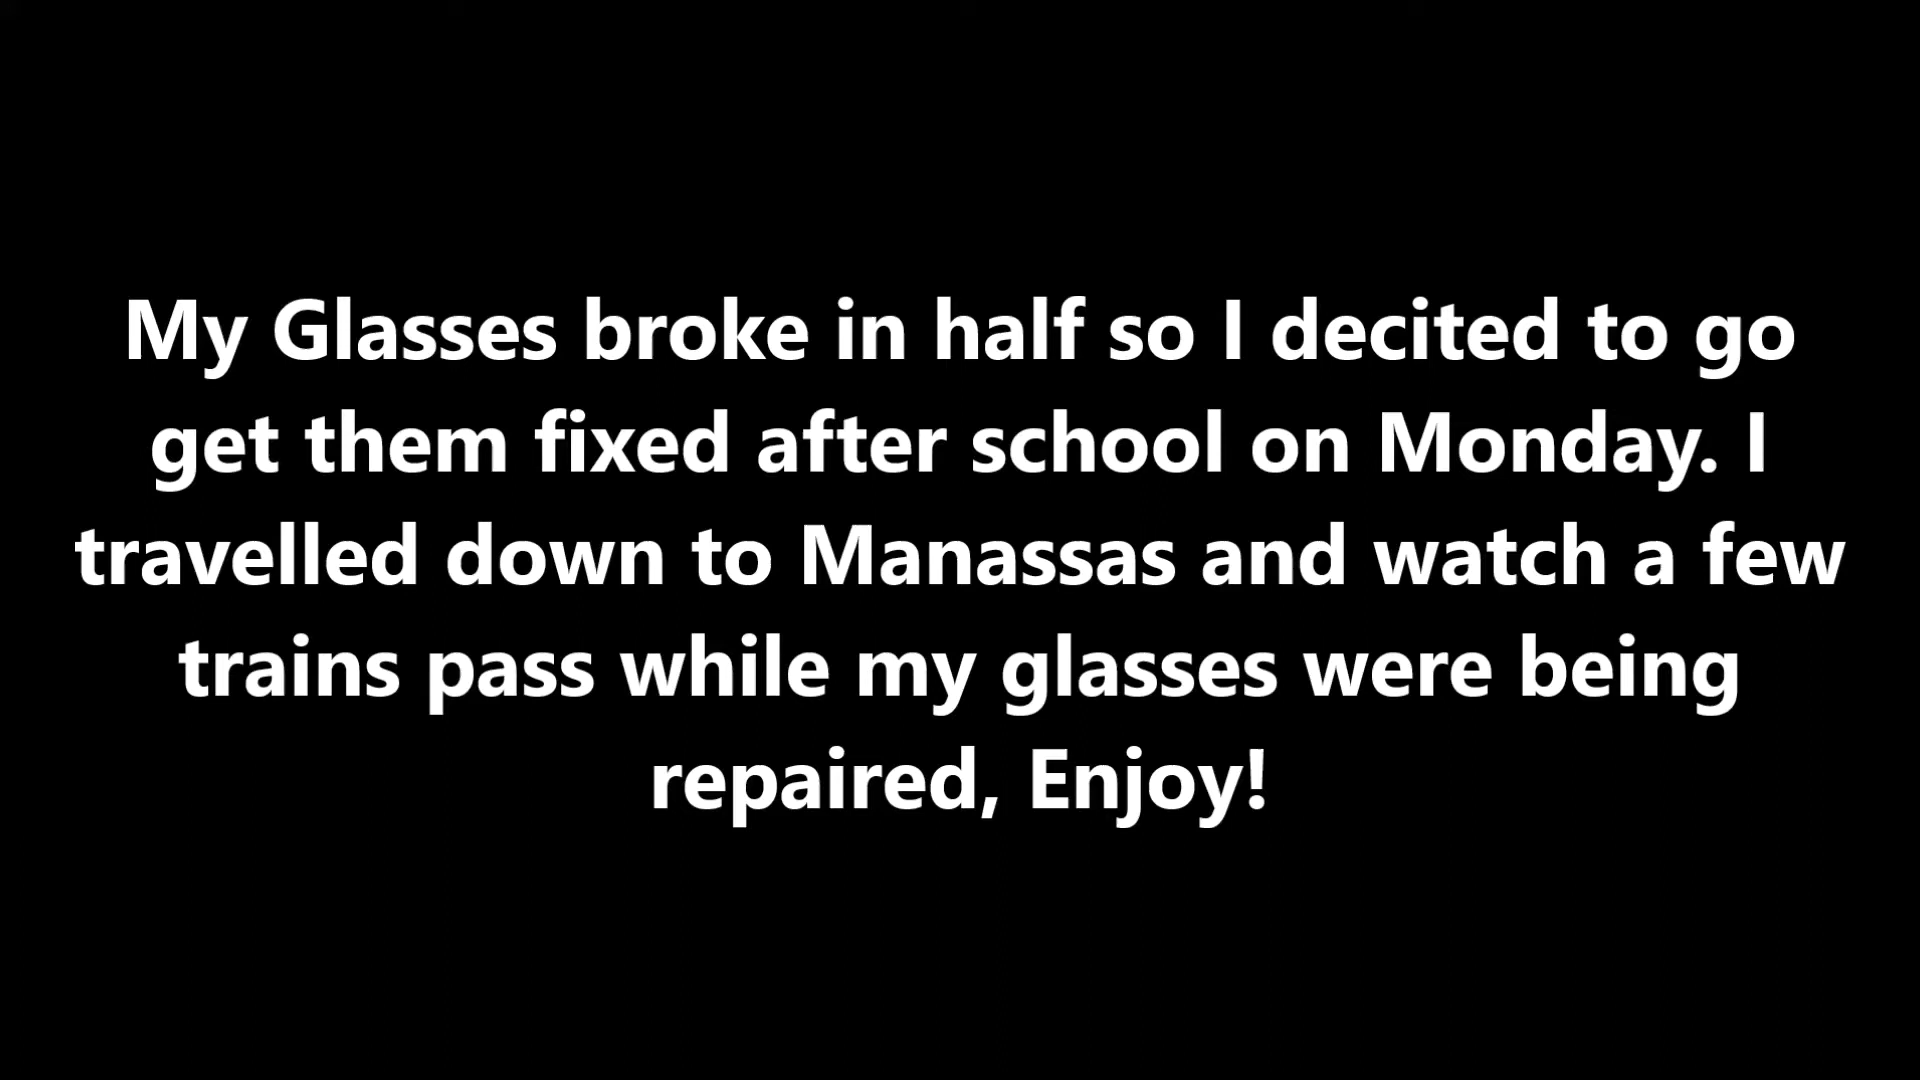 My Glasses broke in half so I decited to go
get them fixed after school on Monday. I
travelled down to Manassas and watch a few
trains pass while my glasses were being
repaired, Enjoy!